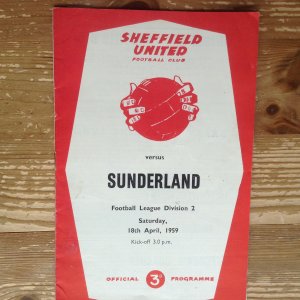 SHEFFIELD
UNITED
FOOTBALL CLUB
versus
SUNDERLAND
Football League Division 2
Saturday,
18th April, 1959
Kick-off 3.0 p.m.
OFFICIAL 3D PROGRAMME